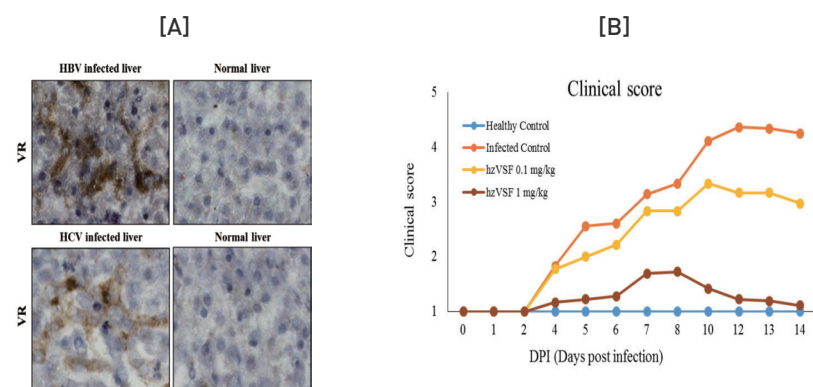 [A]
HBV infected liver
Normal liver
VR
HCV infected liver
Normal liver
VR
[B]
Clinical score
Healthy Control
Infected Control
hzVSF 0.1 mg/kg
hzVSF 1 mg/kg
Clinical score
5
4
3
2
1
0 1 2 4 5 6 7 8 10 12 13 14
DPI (Days post infection)